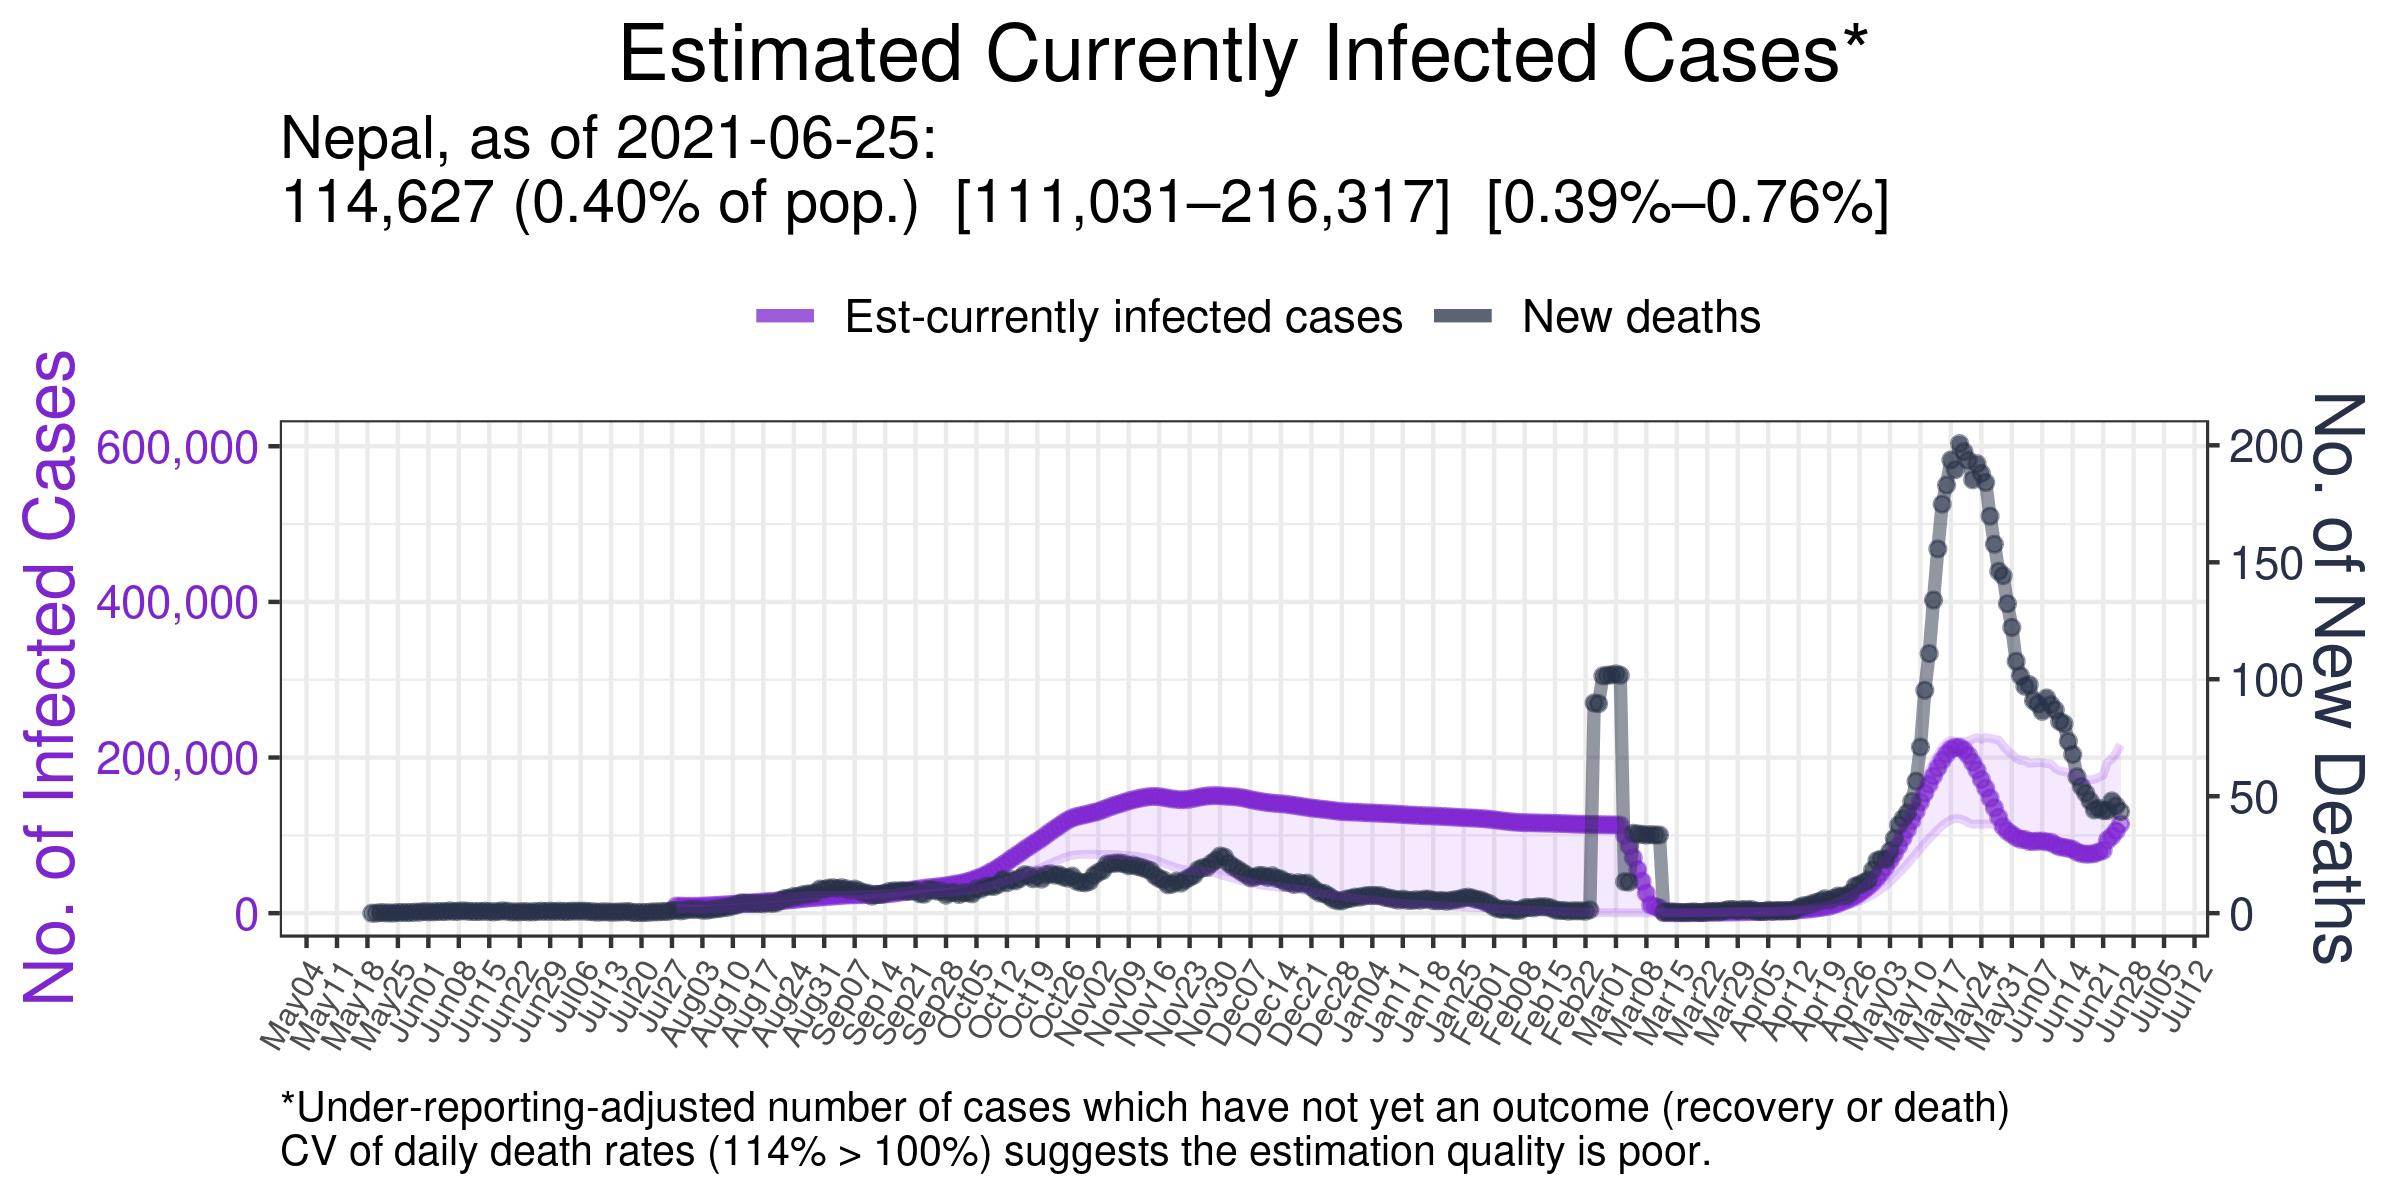 Estimated Currently Infected Cases*
Nepal, as of 2021-06-25:
114,627 (0.40% of pop.)  [111,031–216,317]  [0.39%–0.76%]
Est-currently infected cases
New deaths
No. of Infected Cases
600,000
400,000
200,000
0
200
150
100
50
0
No. of New Deaths
May04
May11
May18
May25
Jun01
Jun08
Jun15
Jun22
Jun29
Jul06
Jul13
Jul20
Jul27
Aug03
Aug10
Aug17
Aug24
Aug31
Sep07
Sep14
Sep21
Sep28
Oct05
Oct12
Oct19
Oct26
Nov02
Nov09
Nov16
Nov23
Nov30
Dec07
Dec14
Dec21
Dec28
Jan04
Jan11
Jan18
Jan25
Feb01
Feb08
Feb15
Feb22
Mar01
Mar08
Mar15
Mar22
Mar29
Apr05
Apr12
Apr19
Apr26
May03
May10
May17
May24
May31
Jun07
Jun14
Jun21
Jun28
Jul05
Jul12
*Under-reporting-adjusted number of cases which have not yet an outcome (recovery or death)
CV of daily death rates (114% > 100%) suggests the estimation quality is poor.